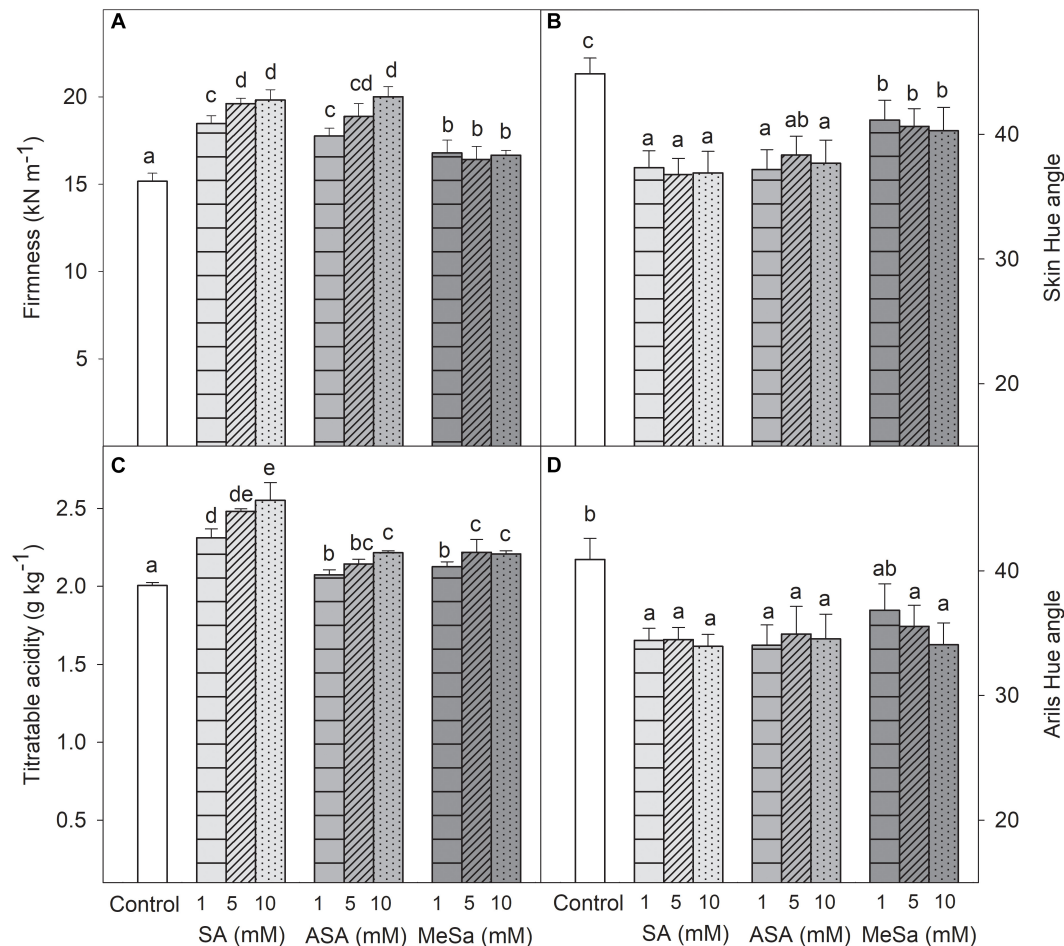 A
B
Firmness (kN m⁻¹)
20
15
10
5
a
c
d
d
c
cd
d
b
b
b
c
a
a
a
a
ab
a
b
b
b
40
30
20
Skin Hue angle
C
D
Titratable acidity (g kg⁻¹)
2.5
2.0
1.5
1.0
0.5
a
d
de
e
b
bc
c
b
c
c
b
a
a
a
a
a
a
ab
a
a
40
30
20
Arils Hue angle
Control 1 5 10 1 5 10 1 5 10 Control 1 5 10 1 5 10 1 5 10
SA (mM) ASA (mM) MeSa (mM) SA (mM) ASA (mM) MeSa (mM)